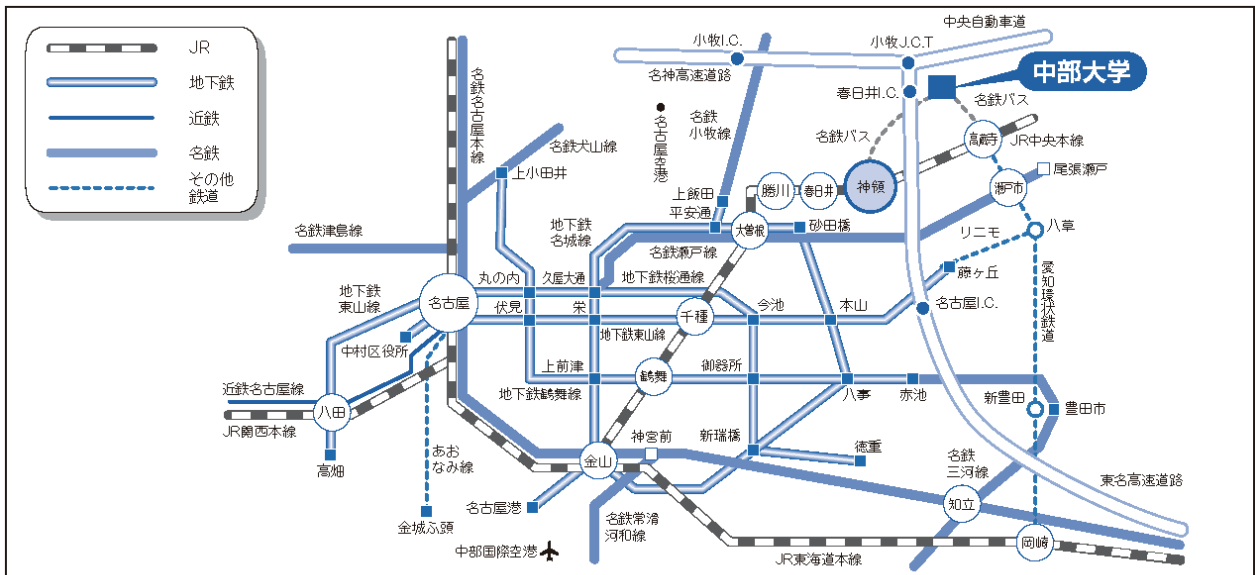 JR
地下鉄
近鉄
名鉄
その他
鉄道
中央自動車道
小牧I.C.
小牧J.C.T
名神高速道路
中部大学
春日井I.C.
名鉄バス
名鉄バス
名鉄名古屋本線
名鉄犬山線
上小田井
名古屋空港
名鉄
小牧線
高蔵寺
JR中央本線
尾張瀬戸
勝川
春日井
神領
瀬戸市
上飯田
平安通
大曽根
砂田橋
地下鉄
名城線
名鉄瀬戸線
名鉄津島線
リニモ
八草
藤ヶ丘
丸の内
久屋大通
地下鉄桜通線
地下鉄
東山線
名古屋
伏見
栄
千種
今池
本山
名古屋I.C.
愛知環状鉄道
地下鉄東山線
中村区役所
上前津
鶴舞
御器所
近鉄名古屋線
八田
地下鉄鶴舞線
八事
赤池
新豊田
豊田市
JR関西本線
高畑
あお
なみ線
神宮前
新瑞橋
徳重
金山
名鉄
三河線
東名高速道路
名古屋港
知立
金城ふ頭
名鉄常滑
河和線
中部国際空港
JR東海道本線
岡崎